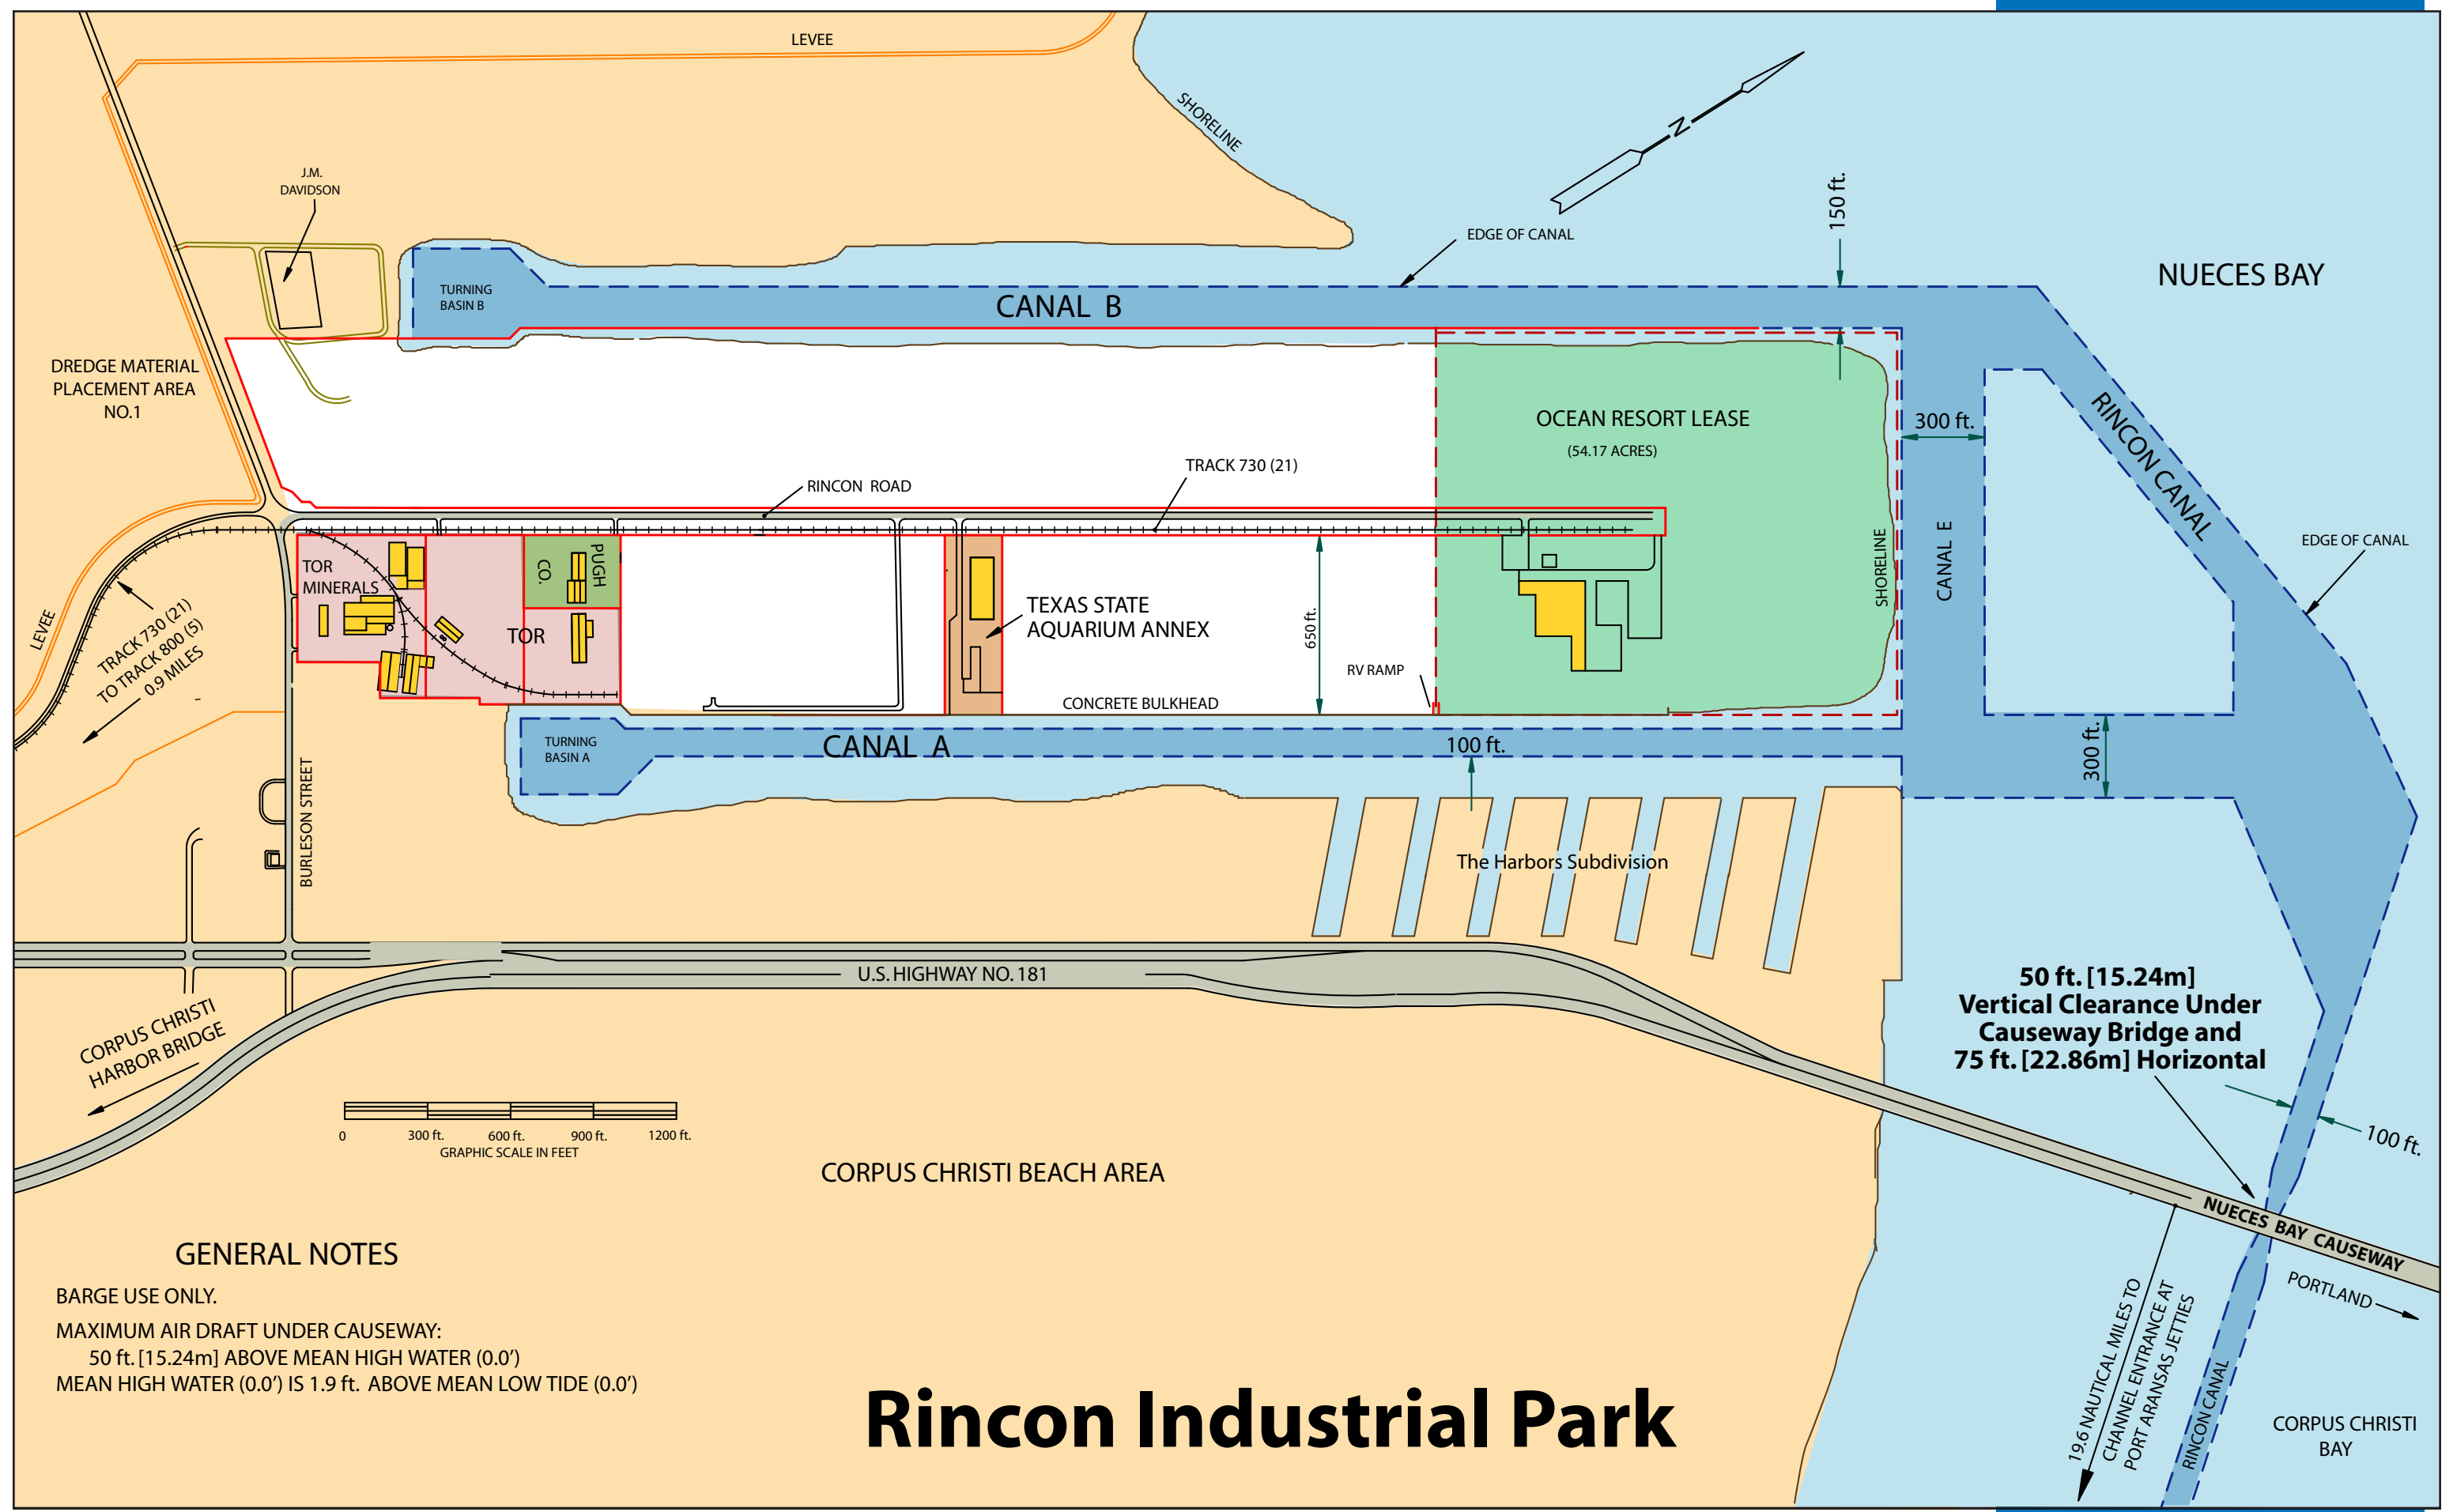 LEVEE
SHORELINE
N
150 ft.
J.M.
DAVIDSON
EDGE OF CANAL
NUECES BAY
TURNING
BASIN B
CANAL B
DREDGE MATERIAL
PLACEMENT AREA
NO.1
OCEAN RESORT LEASE
(54.17 ACRES)
300 ft.
RINCON CANAL
TRACK 730 (21)
RINCON ROAD
EDGE OF CANAL
TOR
MINERALS
PUGH
CO.
TOR
TEXAS STATE
AQUARIUM ANNEX
650 ft.
SHORELINE
CANAL E
LEVEE
TRACK 730 (21)
TO TRACK 800 (5)
0.9 MILES
RV RAMP
CONCRETE BULKHEAD
TURNING
BASIN A
CANAL A
100 ft.
300 ft.
BURLESON STREET
The Harbors Subdivision
U.S. HIGHWAY NO. 181
50 ft. [15.24m]
Vertical Clearance Under
Causeway Bridge and
75 ft. [22.86m] Horizontal
CORPUS CHRISTI
HARBOR BRIDGE
100 ft.
0 300 ft. 600 ft. 900 ft. 1200 ft.
GRAPHIC SCALE IN FEET
CORPUS CHRISTI BEACH AREA
NUECES BAY CAUSEWAY
PORTLAND
GENERAL NOTES
BARGE USE ONLY.
MAXIMUM AIR DRAFT UNDER CAUSEWAY:
50 ft. [15.24m] ABOVE MEAN HIGH WATER (0.0')
MEAN HIGH WATER (0.0') IS 1.9 ft. ABOVE MEAN LOW TIDE (0.0')
19.6 NAUTICAL MILES TO
CHANNEL ENTRANCE AT
PORT ARANSAS JETTIES
RINCON CANAL
CORPUS CHRISTI
BAY
Rincon Industrial Park